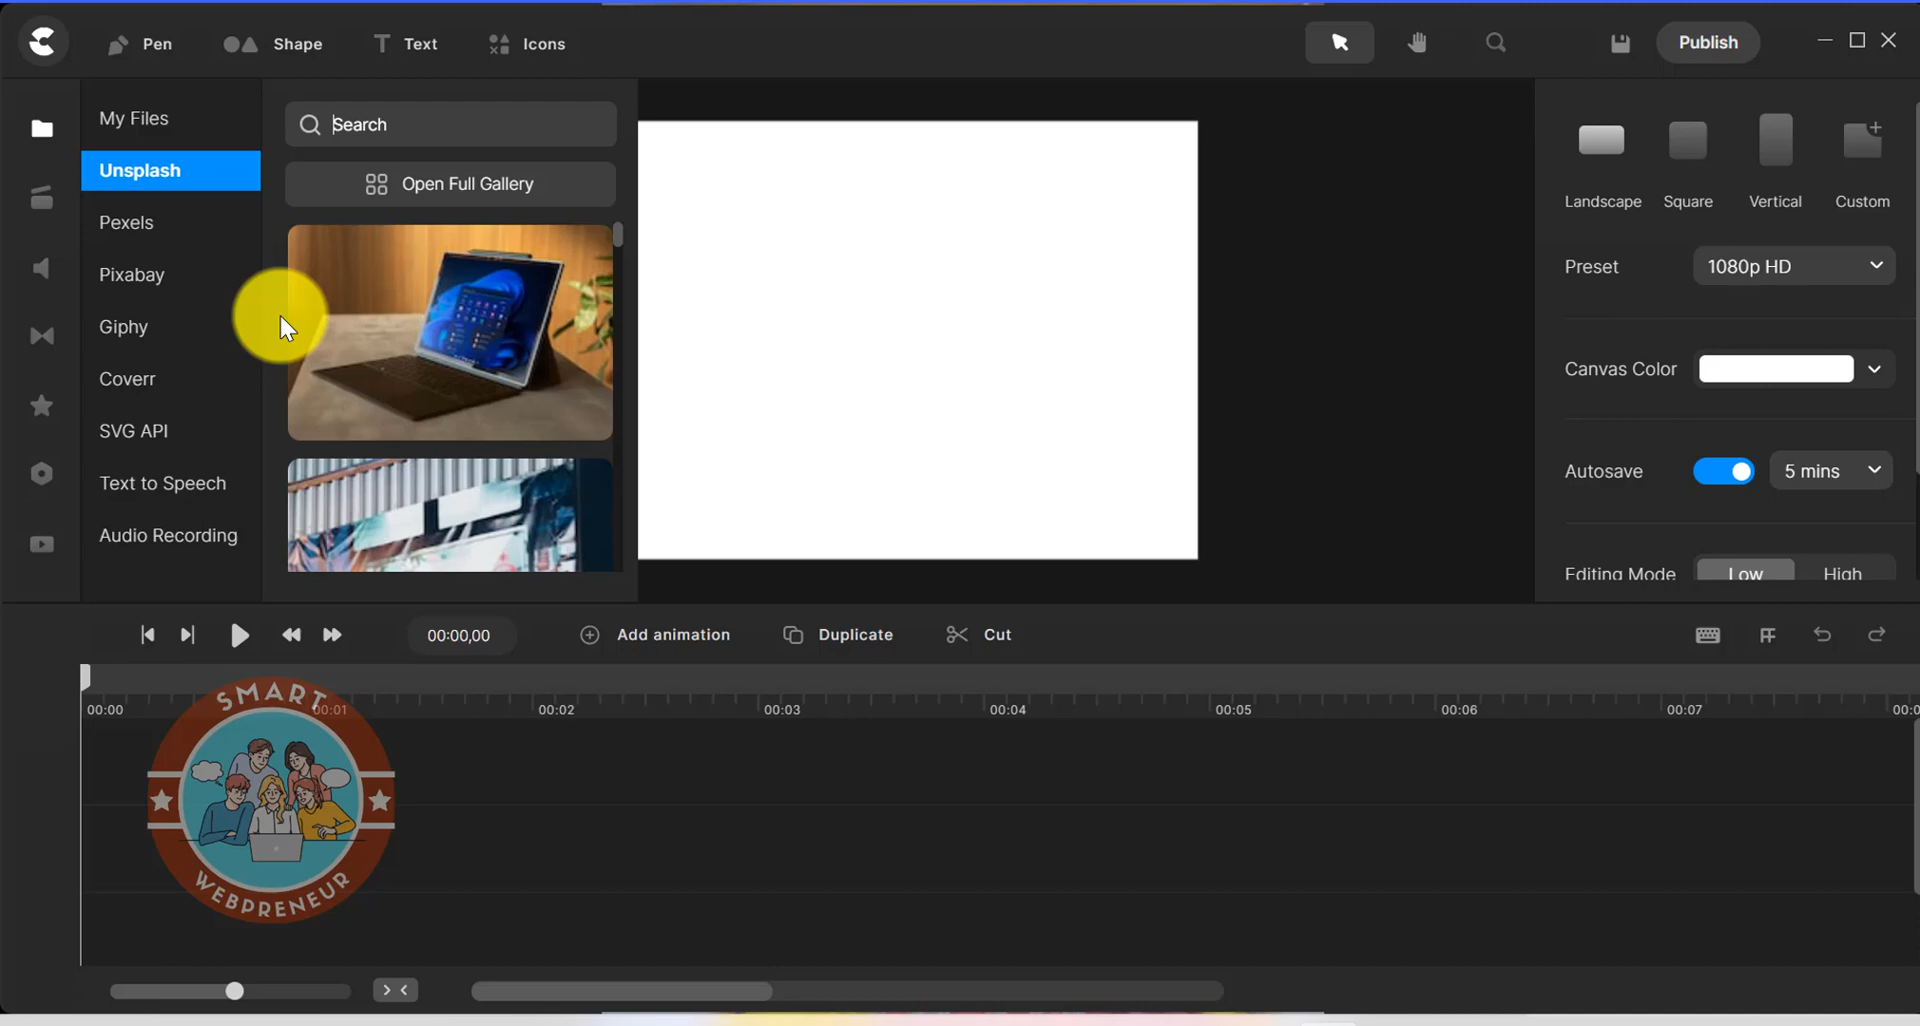 Pen
Shape
Text
Icons
Publish
My Files
Unsplash
Pexels
Pixabay
Giphy
Coverr
SVG API
Text to Speech
Audio Recording
Search
Open Full Gallery
Landscape
Square
Vertical
Custom
Preset
1080p HD
Canvas Color
Autosave
5 mins
Editing Mode
Low
High
00:00,00
Add animation
Duplicate
Cut
00:00
00:01
00:02
00:03
00:04
00:05
00:06
00:07
00:0
SMART
WEBPRENEUR